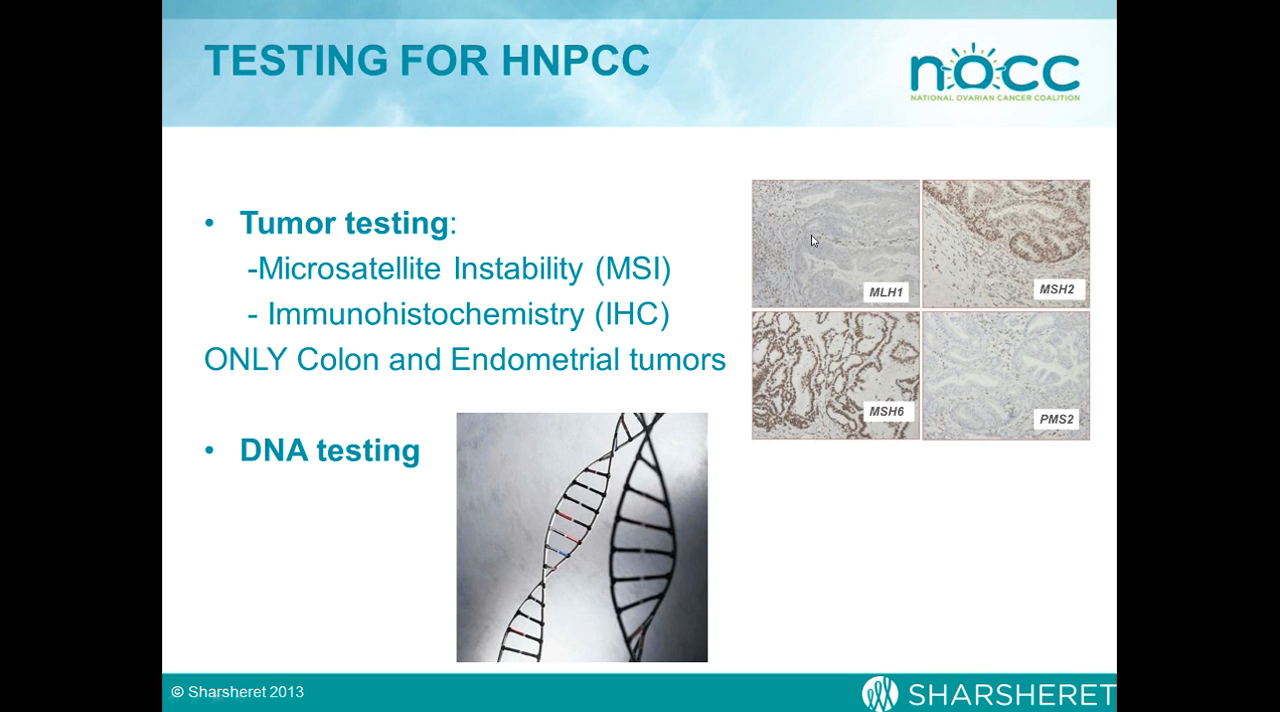 TESTING FOR HNPCC
nocc
NATIONAL OVARIAN CANCER COALITION
• Tumor testing:
-Microsatellite Instability (MSI)
- Immunohistochemistry (IHC)
ONLY Colon and Endometrial tumors
MLH1
MSH2
MSH6
PMS2
• DNA testing
© Sharsheret 2013
SHARSHERET